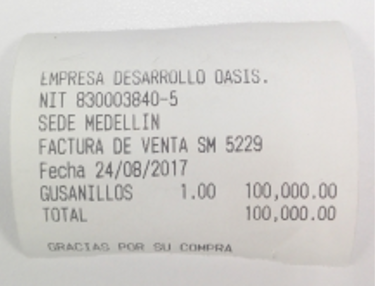 EMPRESA DESARROLLO OASIS.
NIT 830003840-5
SEDE MEDELLIN
FACTURA DE VENTA SM 5229
Fecha 24/08/2017
GUSANILLOS 1.00 100,000.00
TOTAL 100,000.00
GRACIAS POR SU COMPRA